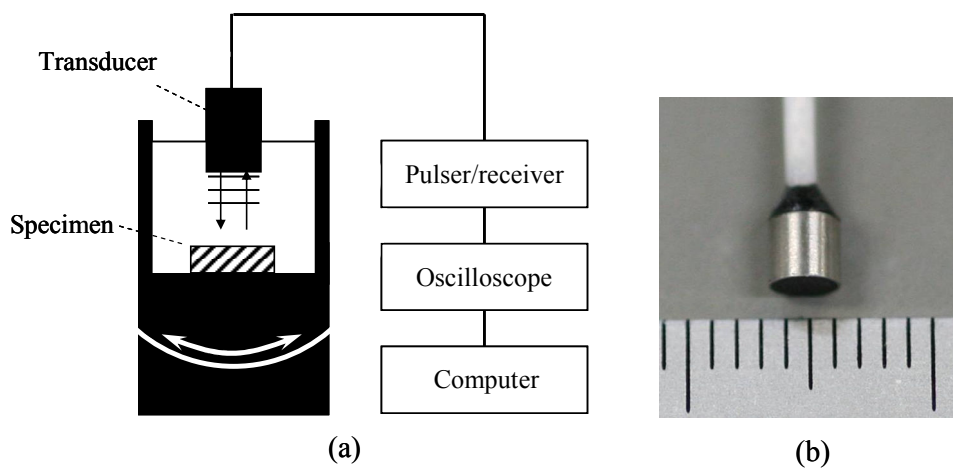 Transducer
Pulser/receiver
Specimen
Oscilloscope
Computer
(a)
(b)